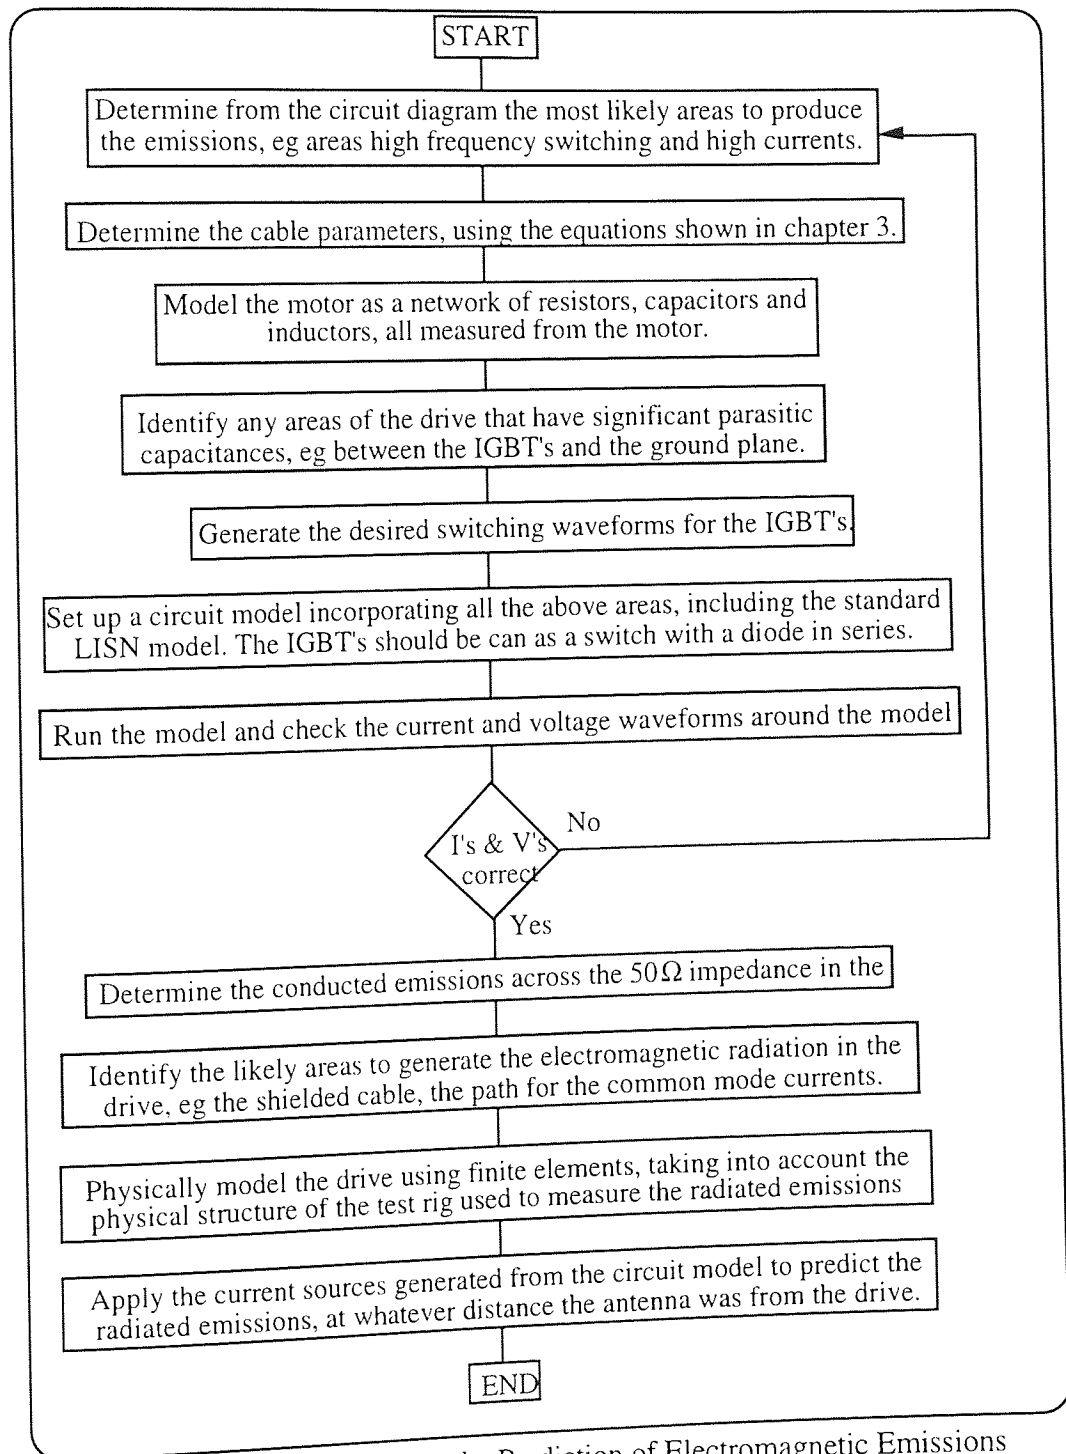 START
Determine from the circuit diagram the most likely areas to produce
the emissions, eg areas high frequency switching and high currents.
Determine the cable parameters, using the equations shown in chapter 3.
Model the motor as a network of resistors, capacitors and
inductors, all measured from the motor.
Identify any areas of the drive that have significant parasitic
capacitances, eg between the IGBT's and the ground plane.
Generate the desired switching waveforms for the IGBT's.
Set up a circuit model incorporating all the above areas, including the standard
LISN model. The IGBT's should be can as a switch with a diode in series.
Run the model and check the current and voltage waveforms around the model
I's & V's
correct
No
Yes
Determine the conducted emissions across the 50Ω impedance in the
Identify the likely areas to generate the electromagnetic radiation in the
drive, eg the shielded cable, the path for the common mode currents.
Physically model the drive using finite elements, taking into account the
physical structure of the test rig used to measure the radiated emissions
Apply the current sources generated from the circuit model to predict the
radiated emissions, at whatever distance the antenna was from the drive.
END
Prediction of Electromagnetic Emissions